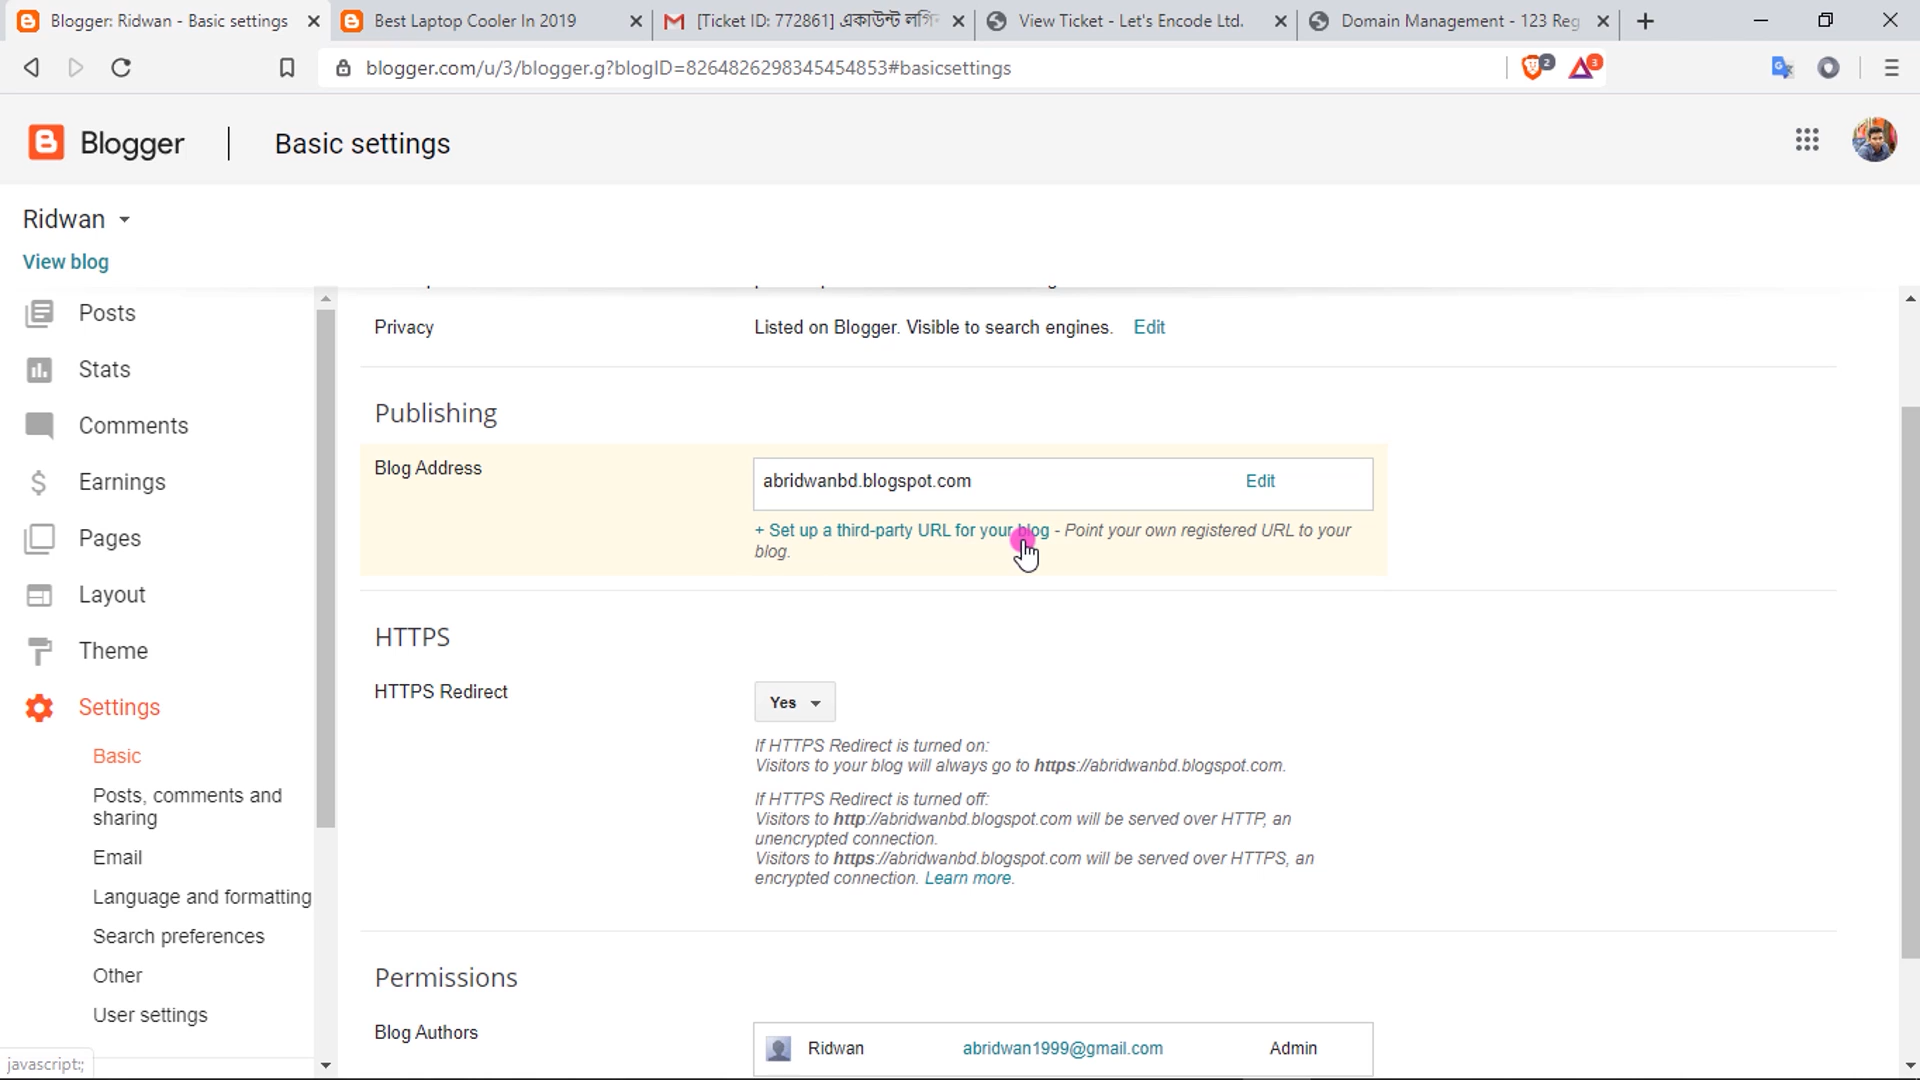 Blogger: Ridwan - Basic settings
Best Laptop Cooler In 2019
[Ticket ID: 772861] একাউন্ট লগিন
View Ticket - Let's Encode Ltd.
Domain Management - 123 Reg
blogger.com/u/3/blogger.g?blogID=8264826298345454853#basicsettings
2
3
Blogger
Basic settings
Ridwan
View blog
Posts
Stats
Comments
Earnings
Pages
Layout
Theme
Settings
Basic
Posts, comments and
sharing
Email
Language and formatting
Search preferences
Other
User settings
Privacy
Listed on Blogger. Visible to search engines. Edit
Publishing
Blog Address
abridwanbd.blogspot.com Edit
+ Set up a third-party URL for your blog - Point your own registered URL to your
blog.
HTTPS
HTTPS Redirect
Yes
If HTTPS Redirect is turned on:
Visitors to your blog will always go to https://abridwanbd.blogspot.com.
If HTTPS Redirect is turned off:
Visitors to http://abridwanbd.blogspot.com will be served over HTTP, an
unencrypted connection.
Visitors to https://abridwanbd.blogspot.com will be served over HTTPS, an
encrypted connection. Learn more.
Permissions
Blog Authors
Ridwan abridwan1999@gmail.com Admin
javascript:;